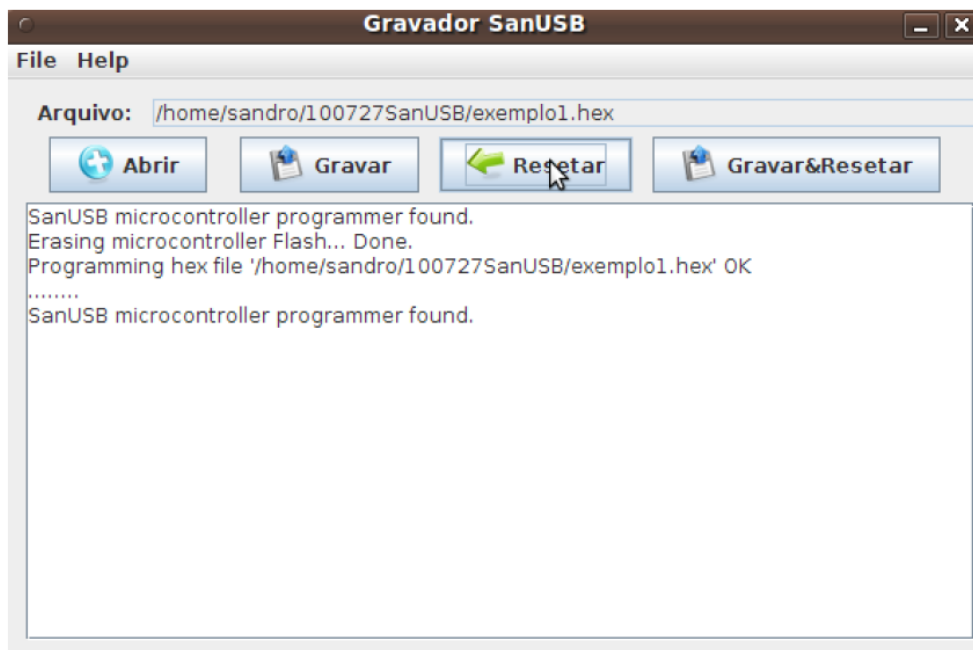 Gravador SanUSB
File Help
Arquivo: /home/sandro/100727SanUSB/exemplo1.hex
Abrir Gravar Resetar Gravar&Resetar
SanUSB microcontroller programmer found.
Erasing microcontroller Flash... Done.
Programming hex file '/home/sandro/100727SanUSB/exemplo1.hex' OK
........
SanUSB microcontroller programmer found.